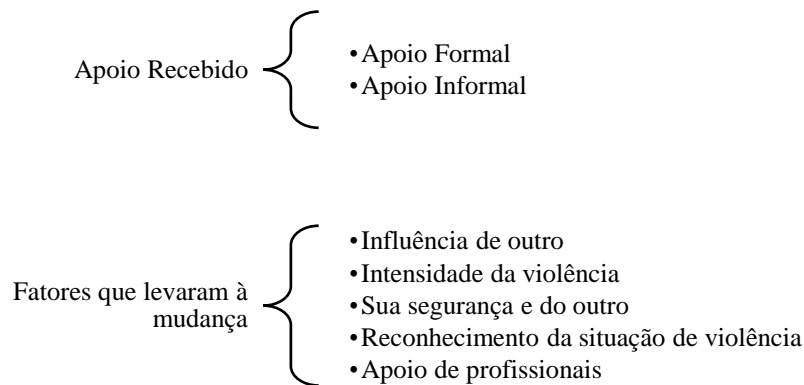 Apoio Recebido
•Apoio Formal
•Apoio Informal
Fatores que levaram à
mudança
•Influência de outro
•Intensidade da violência
•Sua segurança e do outro
•Reconhecimento da situação de violência
•Apoio de profissionais